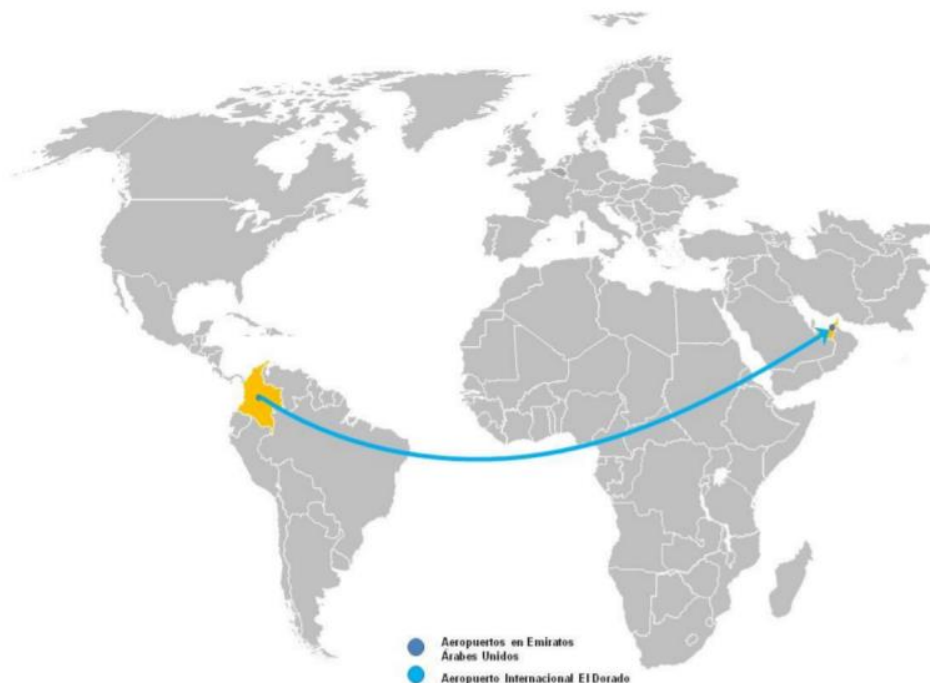 Aeropuertos en Emiratos
Árabes Unidos
Aeropuerto Internacional El Dorado